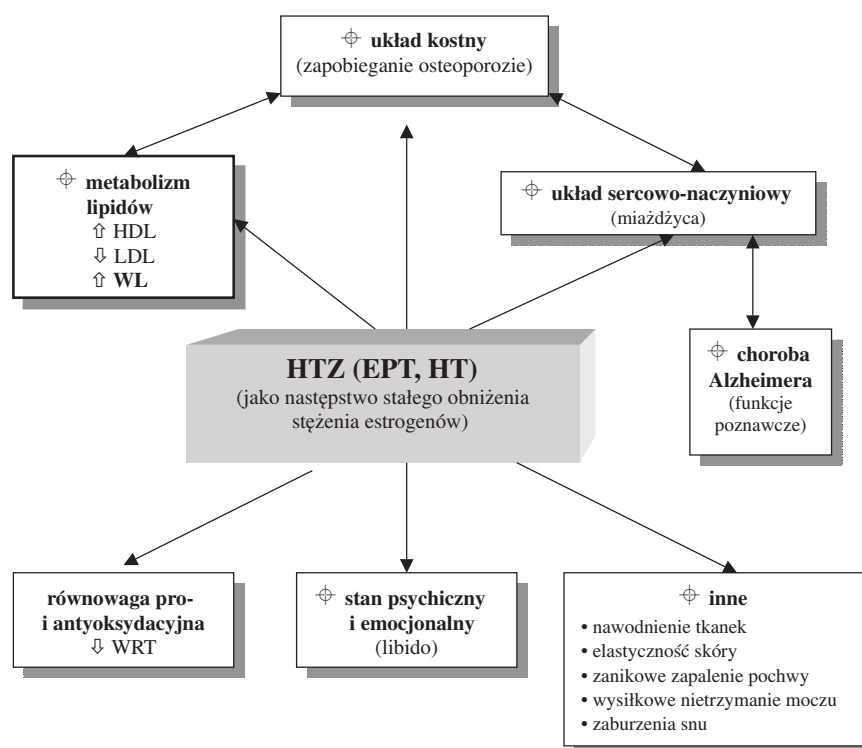 ⌖ układ kostny
(zapobieganie osteoporozie)
⌖ metabolizm
lipidów
⇧ HDL
⇩ LDL
⇧ WL
⌖ układ sercowo-naczyniowy
(miażdżyca)
HTZ (EPT, HT)
(jako następstwo stałego obniżenia
stężenia estrogenów)
⌖ choroba
Alzheimera
(funkcje
poznawcze)
równowaga pro-
i antyoksydacyjna
⇩ WRT
⌖ stan psychiczny
i emocjonalny
(libido)
⌖ inne
• nawodnienie tkanek
• elastyczność skóry
• zanikowe zapalenie pochwy
• wysiłkowe nietrzymanie moczu
• zaburzenia snu